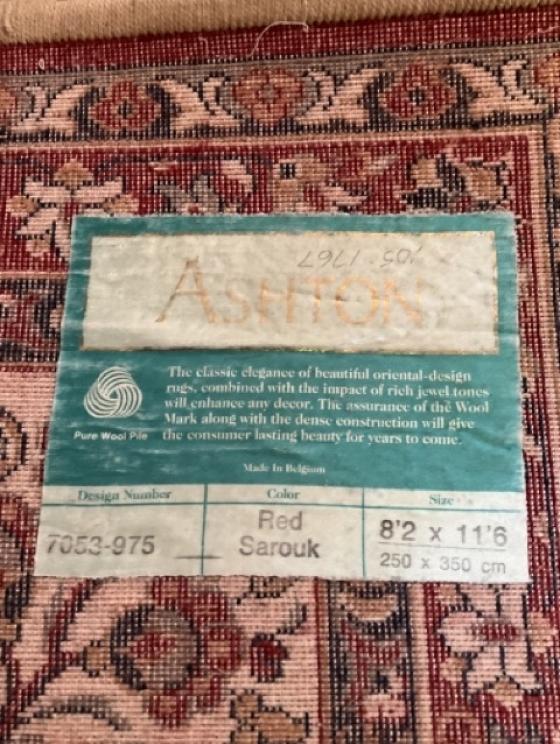 ASHTON
The classic elegance of beautiful oriental-design
rugs, combined with the impact of rich jewel tones
will enhance any decor. The assurance of the Wool
Mark along with the dense construction will give
the consumer lasting beauty for years to come.
Pure Wool Pile
Made In Belgium
Design Number Color Size
7053-975 Red Sarouk 8'2 x 11'6
250 x 350 cm